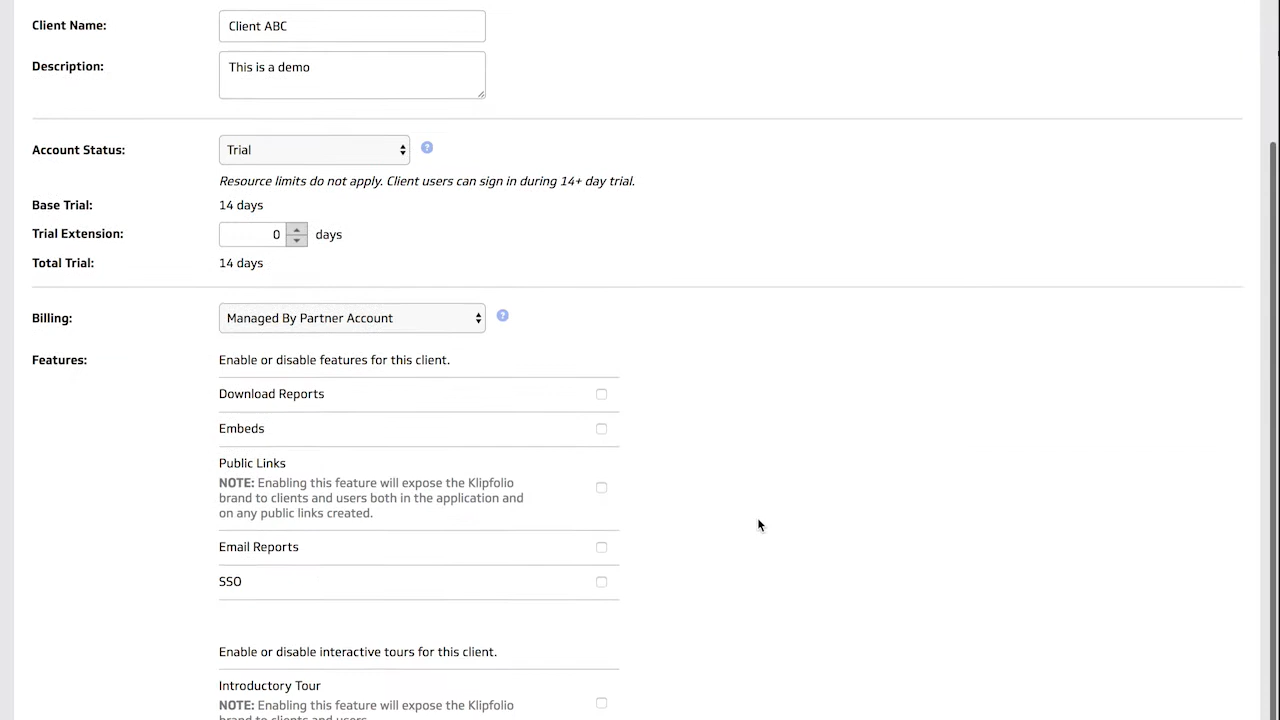 Client Name: Client ABC
Description: This is a demo
Account Status: Trial
Resource limits do not apply. Client users can sign in during 14+ day trial.
Base Trial: 14 days
Trial Extension: 0 days
Total Trial: 14 days
Billing: Managed By Partner Account
Features: Enable or disable features for this client.
Download Reports
Embeds
Public Links
NOTE: Enabling this feature will expose the Klipfolio
brand to clients and users both in the application and
on any public links created.
Email Reports
SSO
Enable or disable interactive tours for this client.
Introductory Tour
NOTE: Enabling this feature will expose the Klipfolio
brand to clients and users.